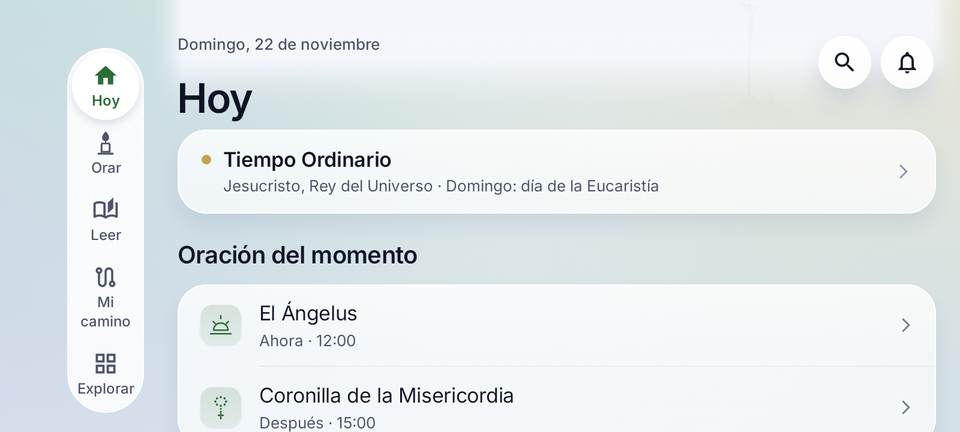 Domingo, 22 de noviembre
Hoy
Hoy
Orar
Leer
Mi
camino
Explorar
Tiempo Ordinario
Jesucristo, Rey del Universo · Domingo: día de la Eucaristía
Oración del momento
El Ángelus
Ahora · 12:00
Coronilla de la Misericordia
Después · 15:00